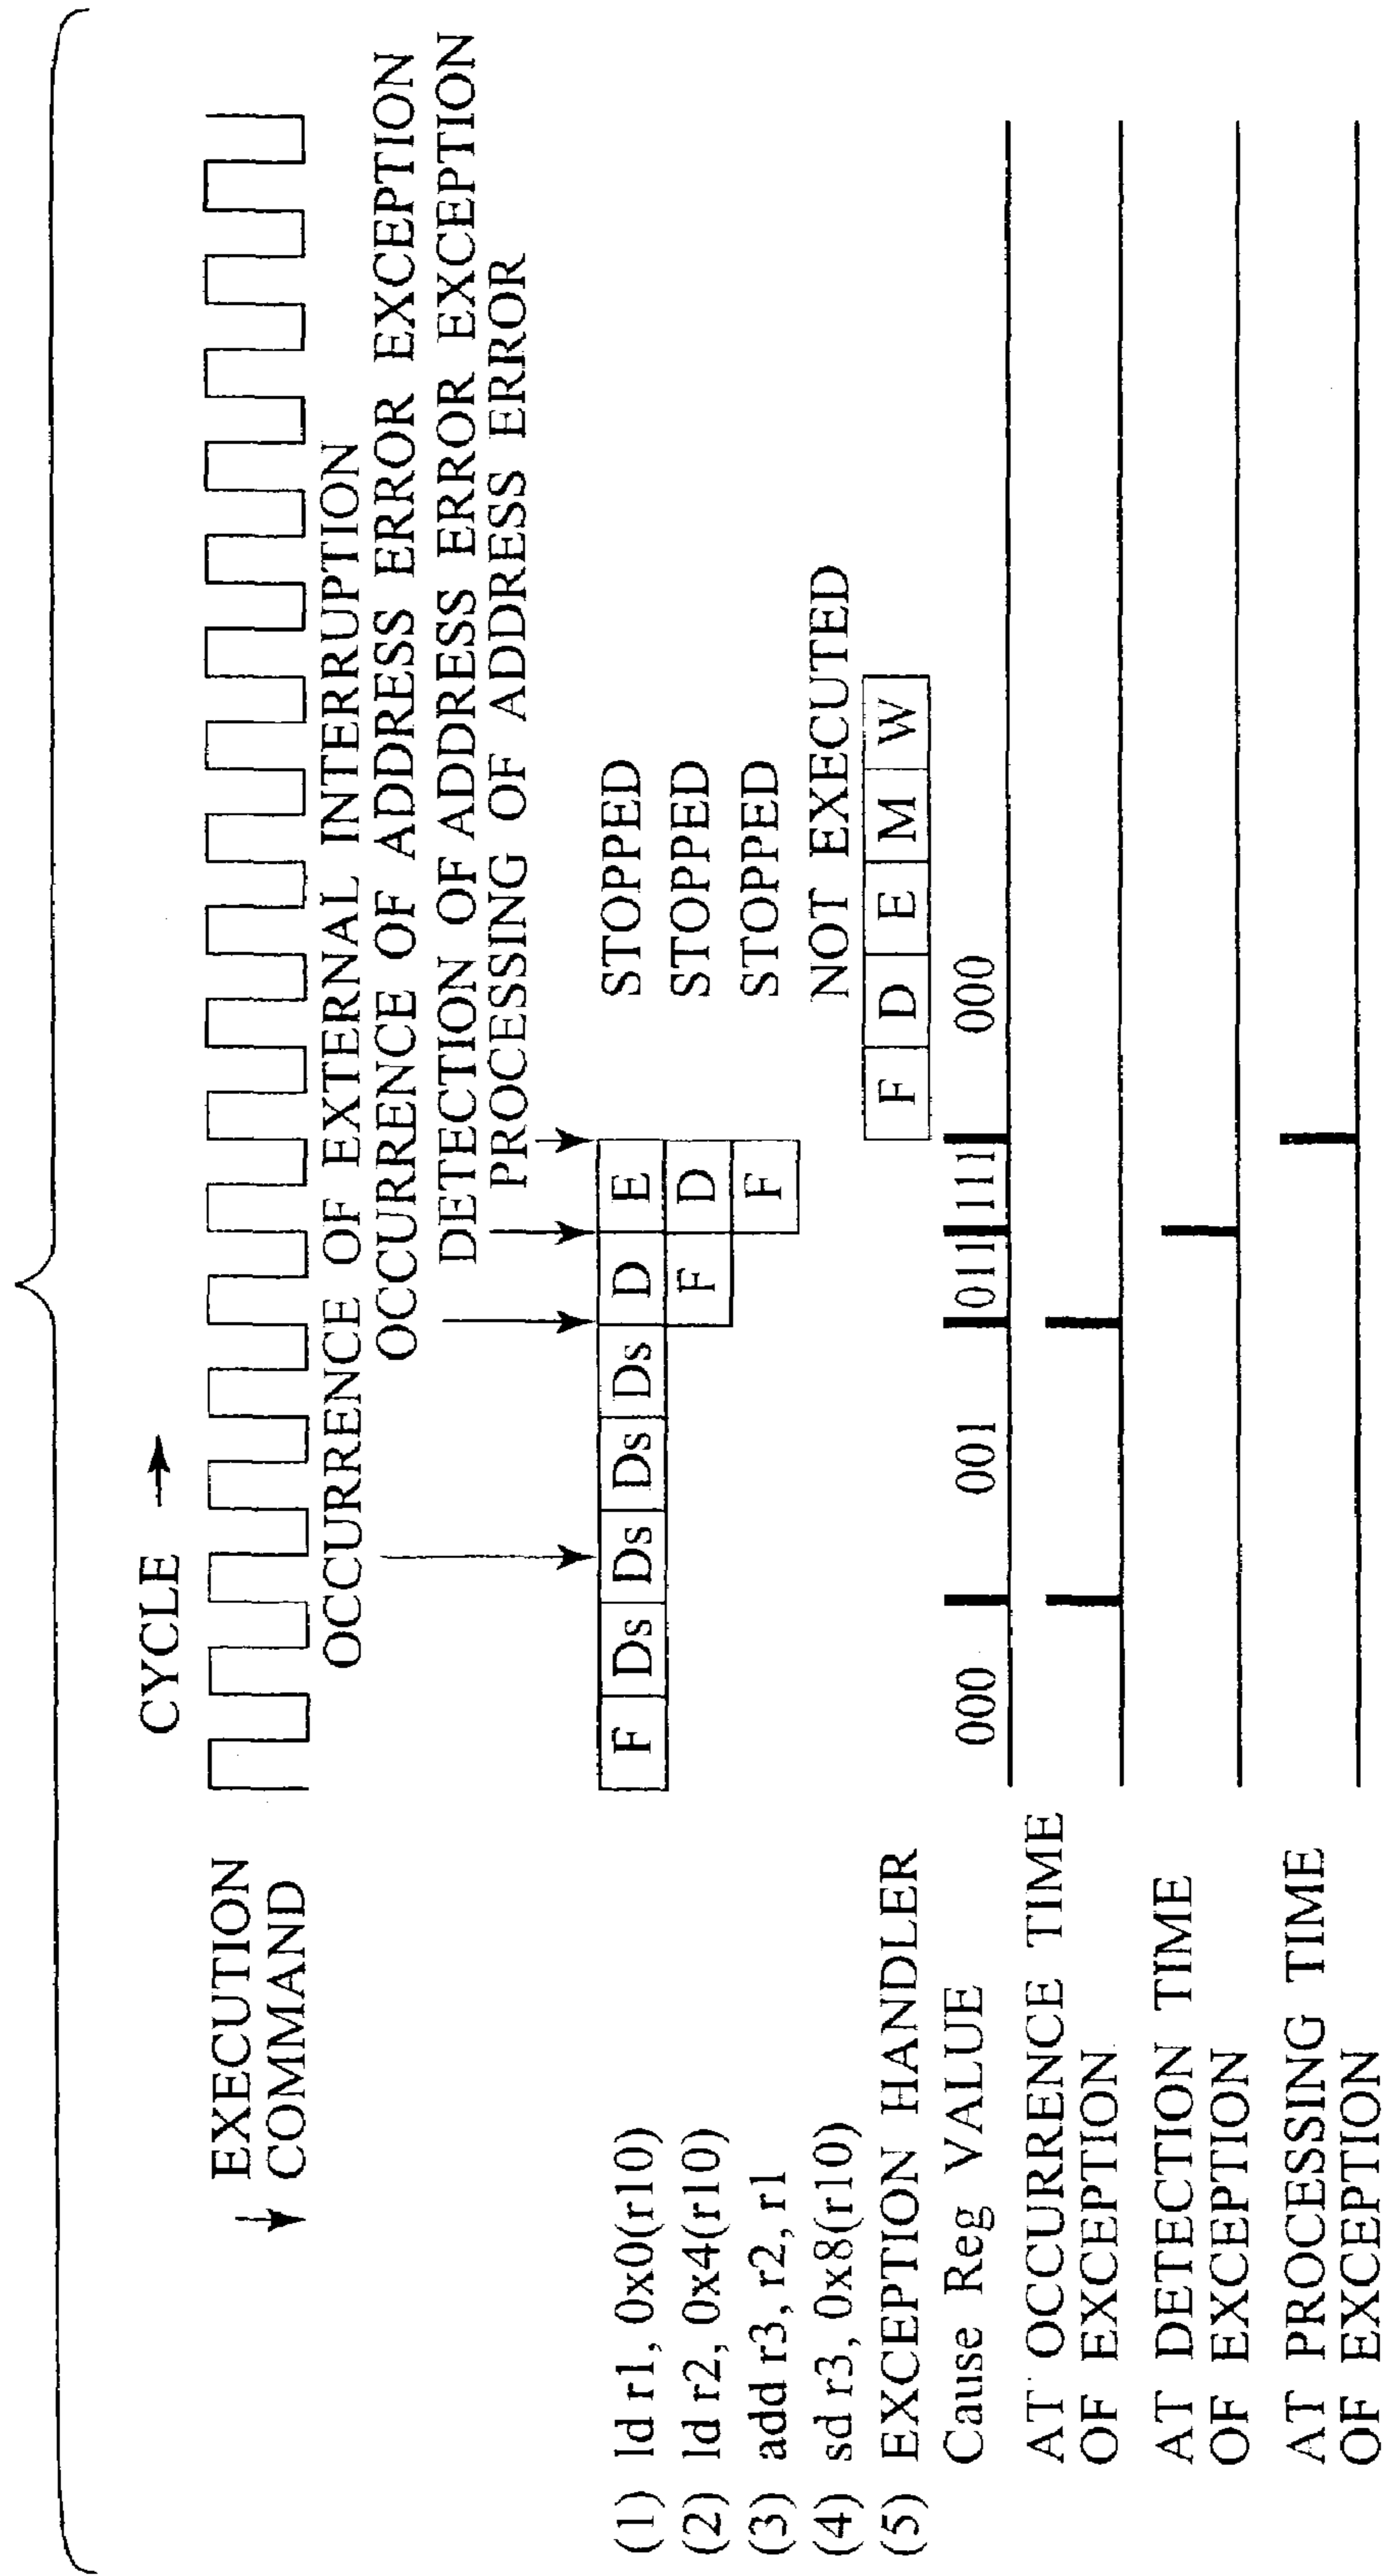 CYCLE →
↓ EXECUTION
COMMAND
OCCURRENCE OF EXTERNAL INTERRUPTION
OCCURRENCE OF ADDRESS ERROR EXCEPTION
DETECTION OF ADDRESS ERROR EXCEPTION
PROCESSING OF ADDRESS ERROR
(1) ld r1, 0x0(r10) F Ds Ds Ds Ds D E STOPPED
(2) ld r2, 0x4(r10) F D STOPPED
(3) add r3, r2, r1 F STOPPED
(4) sd r3, 0x8(r10) NOT EXECUTED
(5) EXCEPTION HANDLER F D E M W
Cause Reg VALUE 000 001 011 111 000
AT OCCURRENCE TIME
OF EXCEPTION
AT DETECTION TIME
OF EXCEPTION
AT PROCESSING TIME
OF EXCEPTION